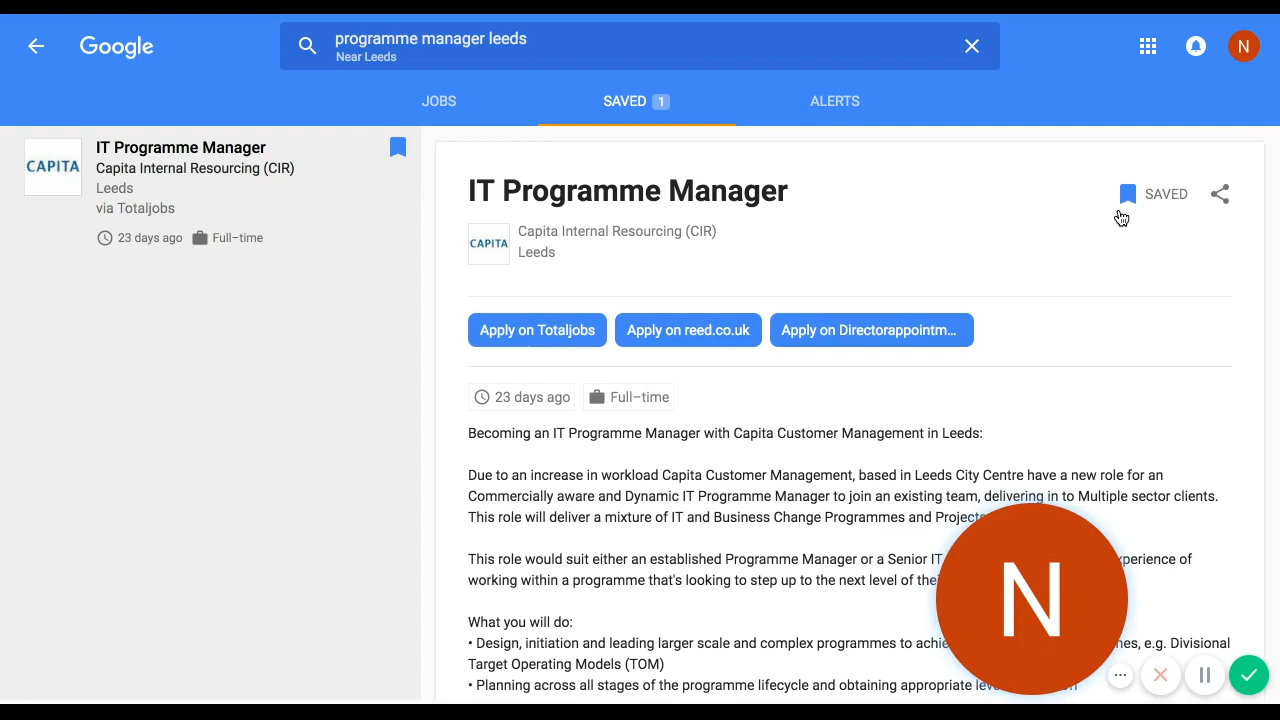 Google
programme manager leeds
Near Leeds
N
JOBS
SAVED 1
ALERTS
CAPITA
IT Programme Manager
Capita Internal Resourcing (CIR)
Leeds
via Totaljobs
23 days ago
Full-time
IT Programme Manager
SAVED
CAPITA
Capita Internal Resourcing (CIR)
Leeds
Apply on Totaljobs
Apply on reed.co.uk
Apply on Directorappointm...
23 days ago
Full-time
Becoming an IT Programme Manager with Capita Customer Management in Leeds:
Due to an increase in workload Capita Customer Management, based in Leeds City Centre have a new role for an
Commercially aware and Dynamic IT Programme Manager to join an existing team, delivering in to Multiple sector clients.
This role will deliver a mixture of IT and Business Change Programmes and Projects
This role would suit either an established Programme Manager or a Senior IT
working within a programme that's looking to step up to the next level of
What you will do:
• Design, initiation and leading larger scale and complex programmes to e.g. Divisional
Target Operating Models (TOM)
• Planning across all stages of the programme lifecycle and obtaining appropriate
N